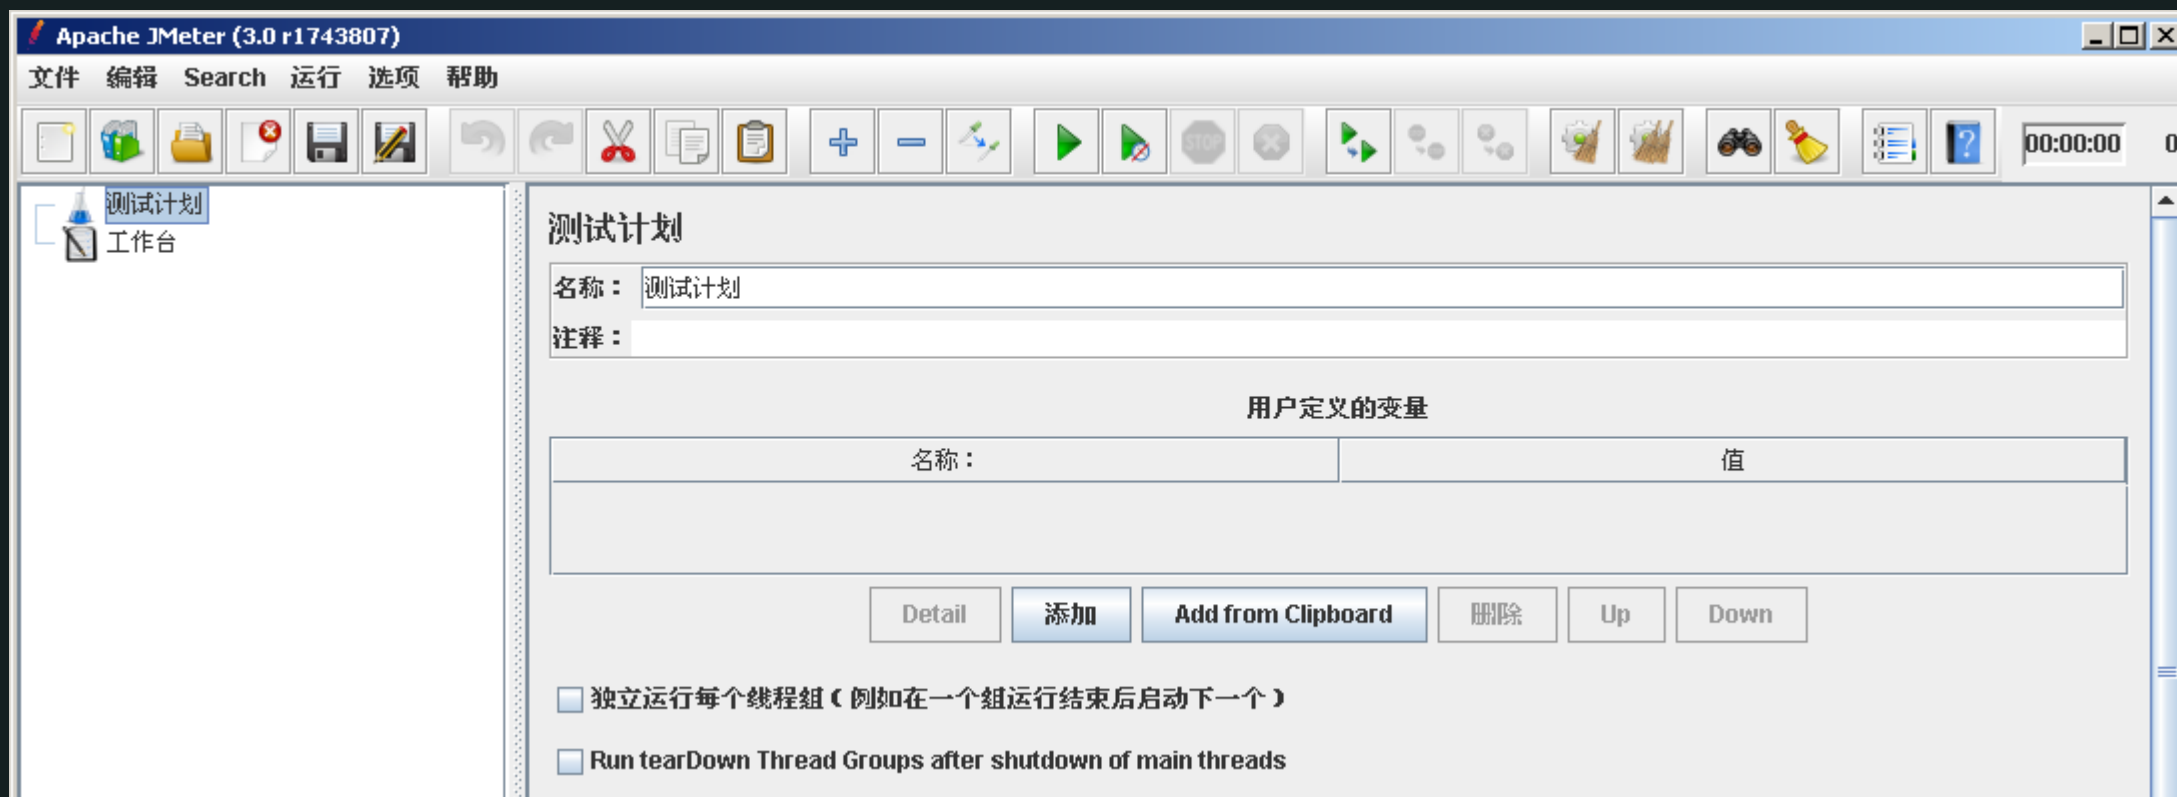 Apache JMeter (3.0 r1743807)
文件 编辑 Search 运行 选项 帮助
STOP
00:00:00 0
测试计划
工作台
测试计划
名称： 测试计划
注释：
用户定义的变量
名称： 值
Detail 添加 Add from Clipboard 删除 Up Down
独立运行每个线程组（例如在一个组运行结束后启动下一个）
Run tearDown Thread Groups after shutdown of main threads